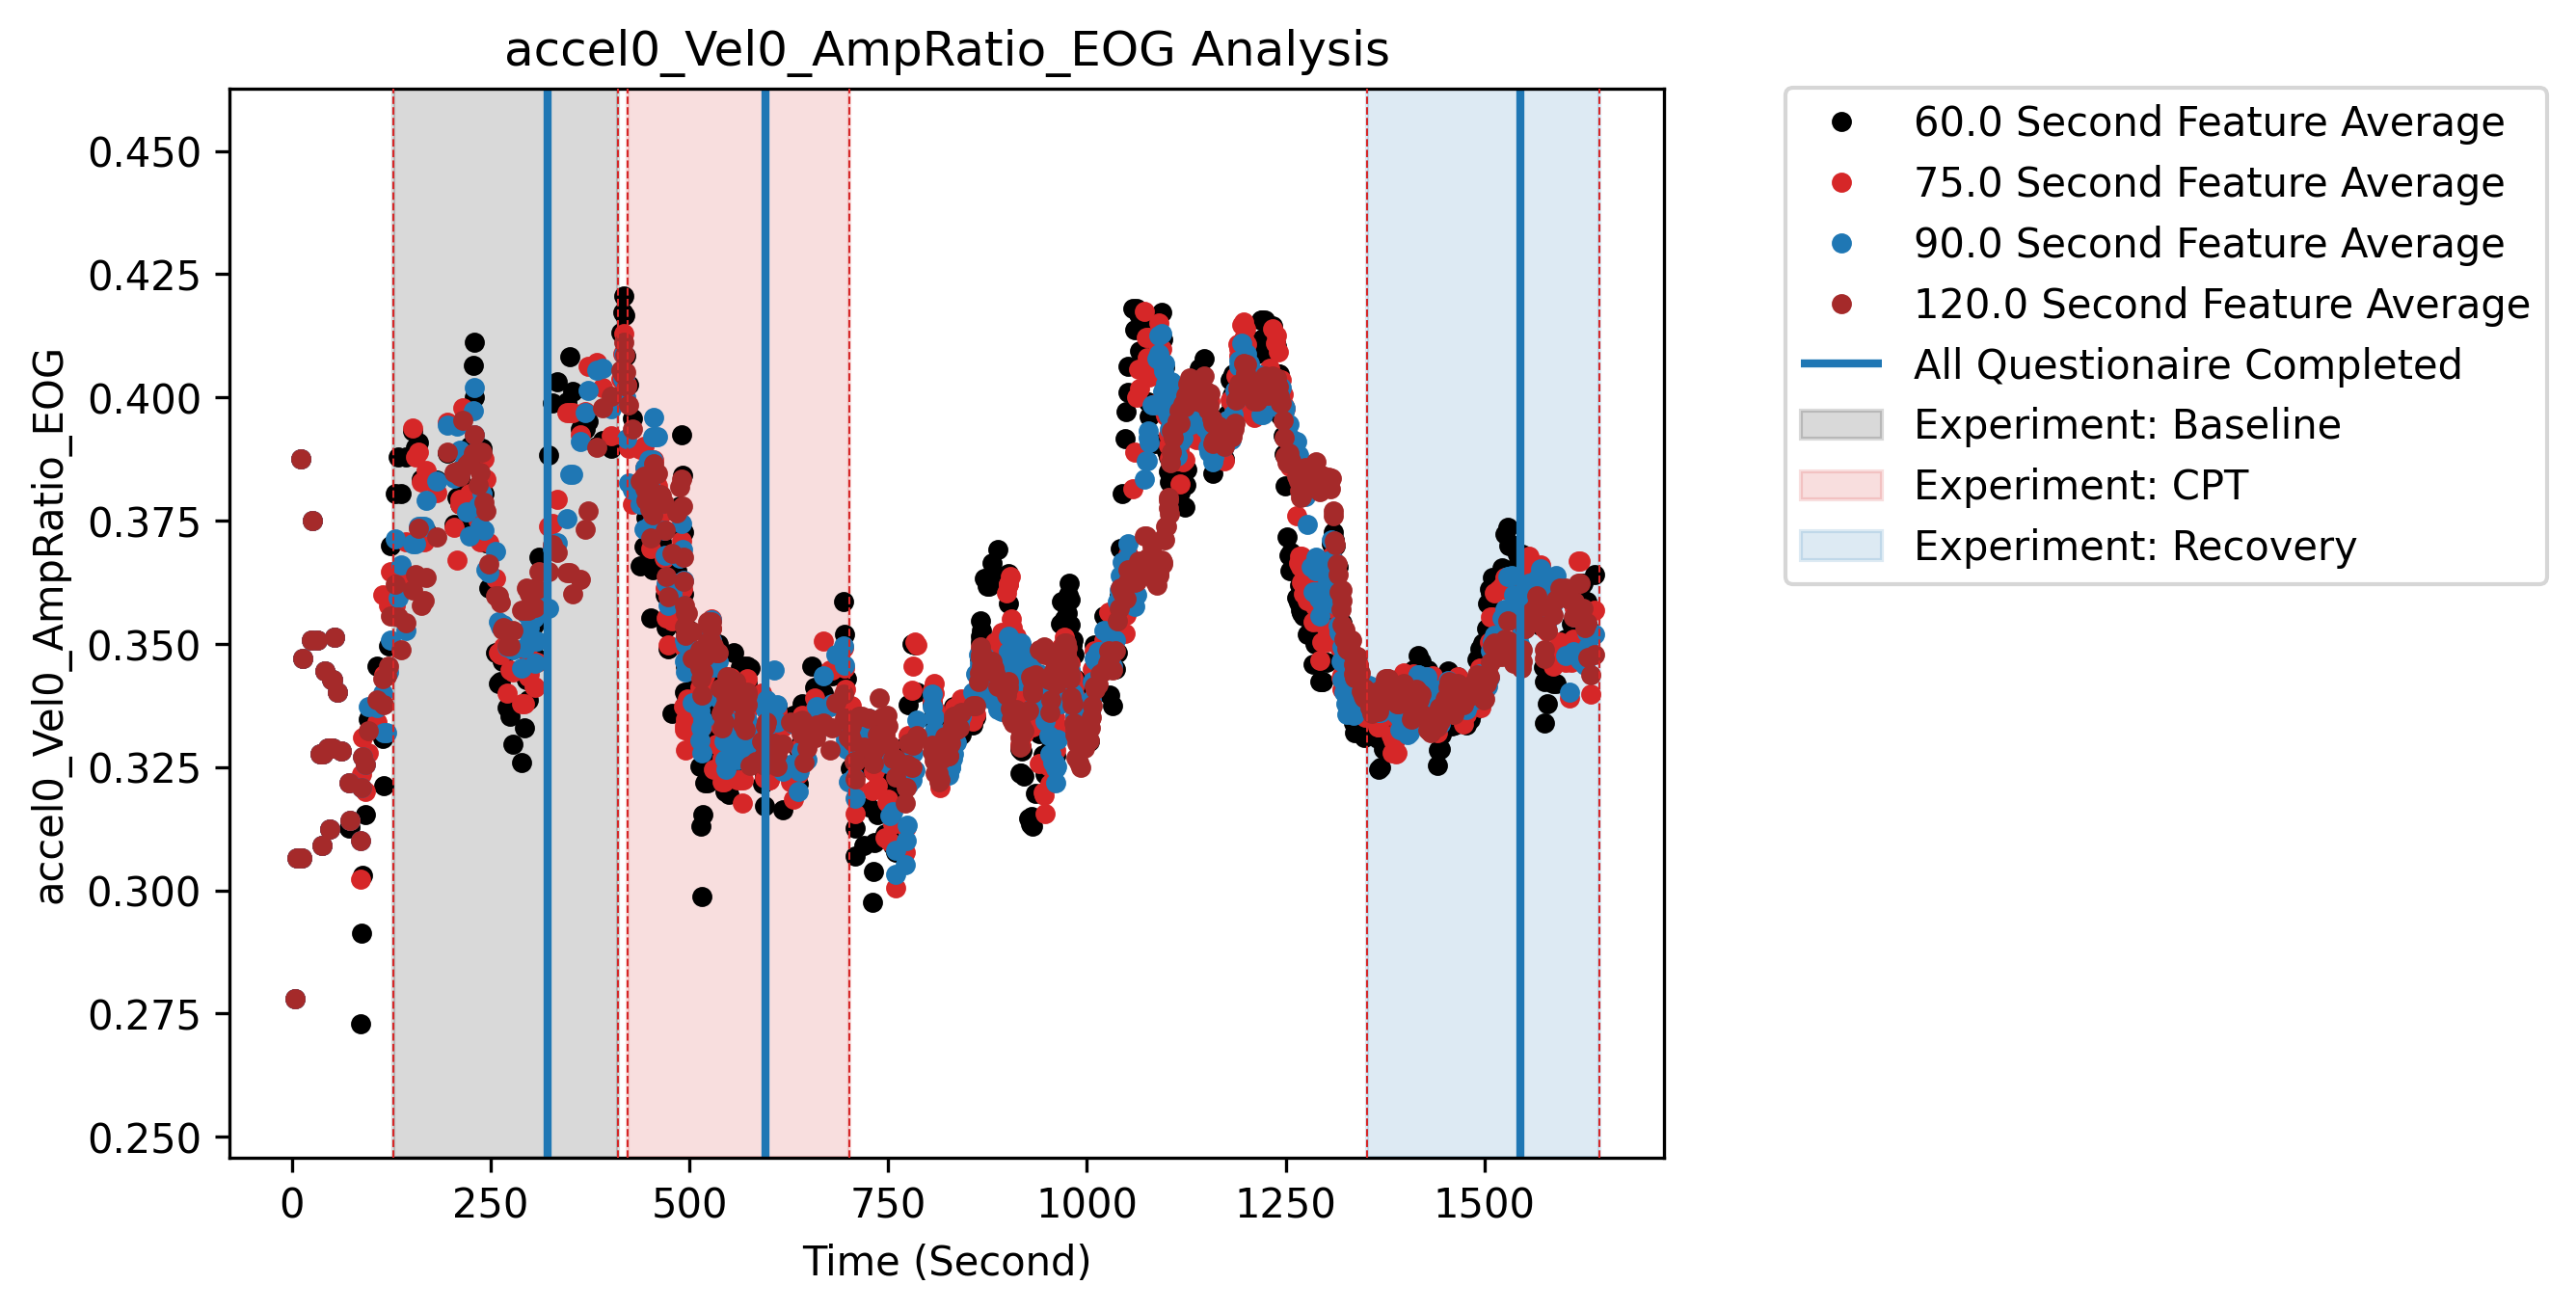 accel0_Vel0_AmpRatio_EOG Analysis
accel0_Vel0_AmpRatio_EOG
0.450
0.425
0.400
0.375
0.350
0.325
0.300
0.275
0.250
0
250
500
750
1000
1250
1500
Time (Second)
60.0 Second Feature Average
75.0 Second Feature Average
90.0 Second Feature Average
120.0 Second Feature Average
All Questionaire Completed
Experiment: Baseline
Experiment: CPT
Experiment: Recovery